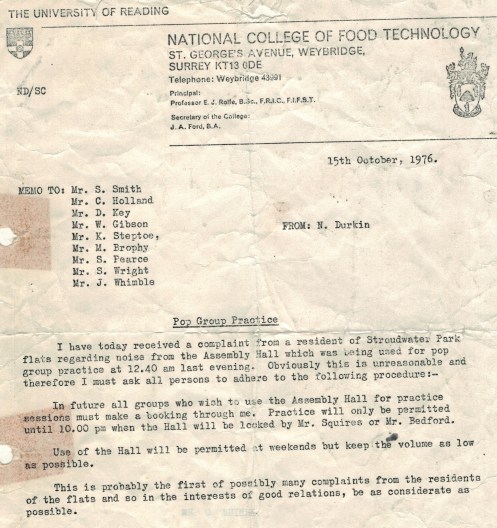 THE UNIVERSITY OF READING
NATIONAL COLLEGE OF FOOD TECHNOLOGY
ST. GEORGE'S AVENUE, WEYBRIDGE,
SURREY KT13 0DE
Telephone: Weybridge 43991
ND/SC
Principal:
Professor E. J. Rolfe, B.Sc., F.R.I.C., F.I.F.S.T.
Secretary of the College:
J. A. Ford, B.A.
15th October, 1976.
MEMO TO: Mr. S. Smith
Mr. C. Holland
Mr. D. Key
Mr. W. Gibson FROM: N. Durkin
Mr. K. Steptoe,
Mr. M. Brophy
Mr. S. Pearce
Mr. S. Wright
Mr. J. Whimble
Pop Group Practice
I have today received a complaint from a resident of Stroudwater Park
flats regarding noise from the Assembly Hall which was being used for pop
group practice at 12.40 am last evening. Obviously this is unreasonable and
therefore I must ask all persons to adhere to the following procedure:-
In future all groups who wish to use the Assembly Hall for practice
sessions must make a booking through me. Practice will only be permitted
until 10.00 pm when the Hall will be locked by Mr. Squires or Mr. Bedford.
Use of the Hall will be permitted at weekends but keep the volume as low
as possible.
This is probably the first of possibly many complaints from the residents
of the flats and so in the interests of good relations, be as considerate as
possible.